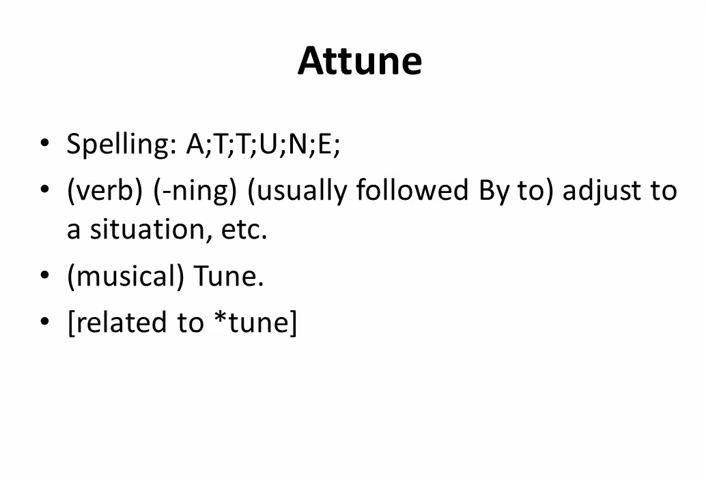 Attune
• Spelling: A;T;T;U;N;E;
• (verb) (-ning) (usually followed By to) adjust to
a situation, etc.
• (musical) Tune.
• [related to *tune]